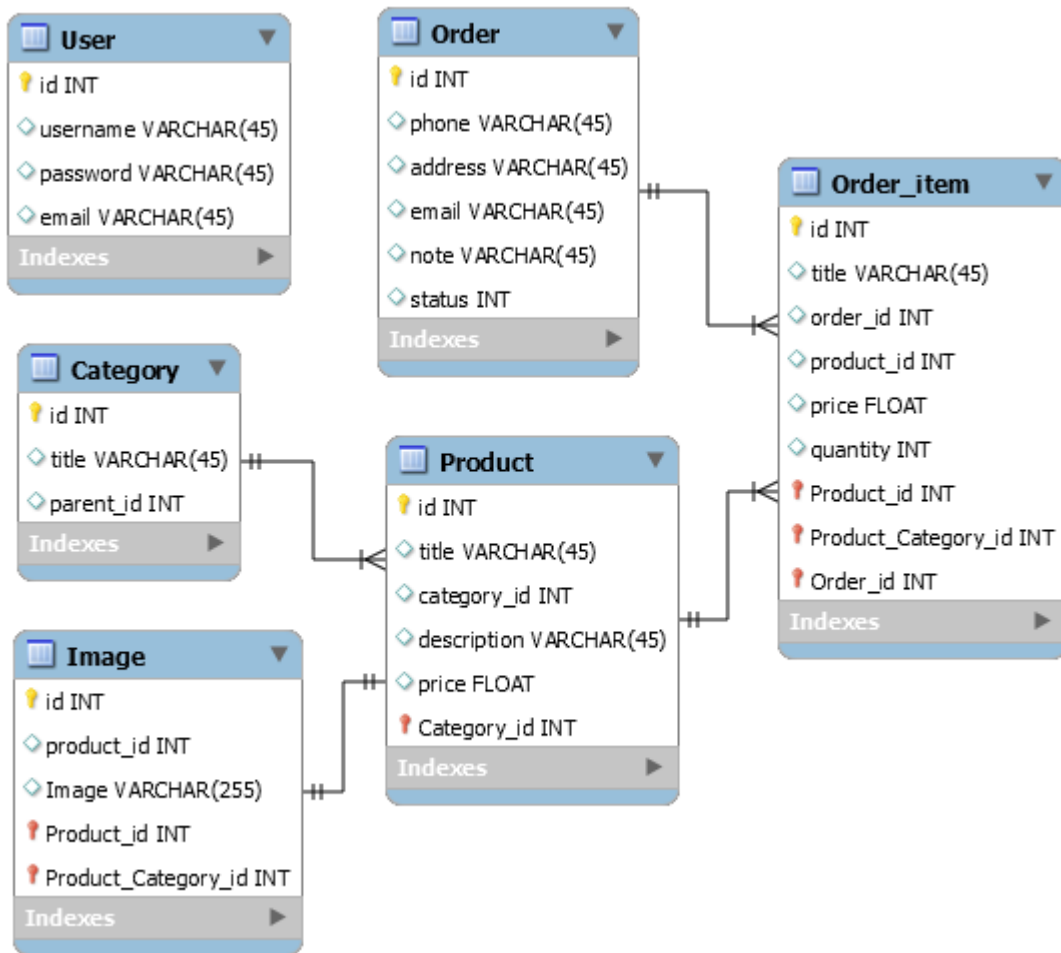 User
id INT
username VARCHAR(45)
password VARCHAR(45)
email VARCHAR(45)
Indexes
Order
id INT
phone VARCHAR(45)
address VARCHAR(45)
email VARCHAR(45)
note VARCHAR(45)
status INT
Indexes
Order_item
id INT
title VARCHAR(45)
order_id INT
product_id INT
price FLOAT
quantity INT
Product_id INT
Product_Category_id INT
Order_id INT
Indexes
Category
id INT
title VARCHAR(45)
parent_id INT
Indexes
Product
id INT
title VARCHAR(45)
category_id INT
description VARCHAR(45)
price FLOAT
Category_id INT
Indexes
Image
id INT
product_id INT
Image VARCHAR(255)
Product_id INT
Product_Category_id INT
Indexes